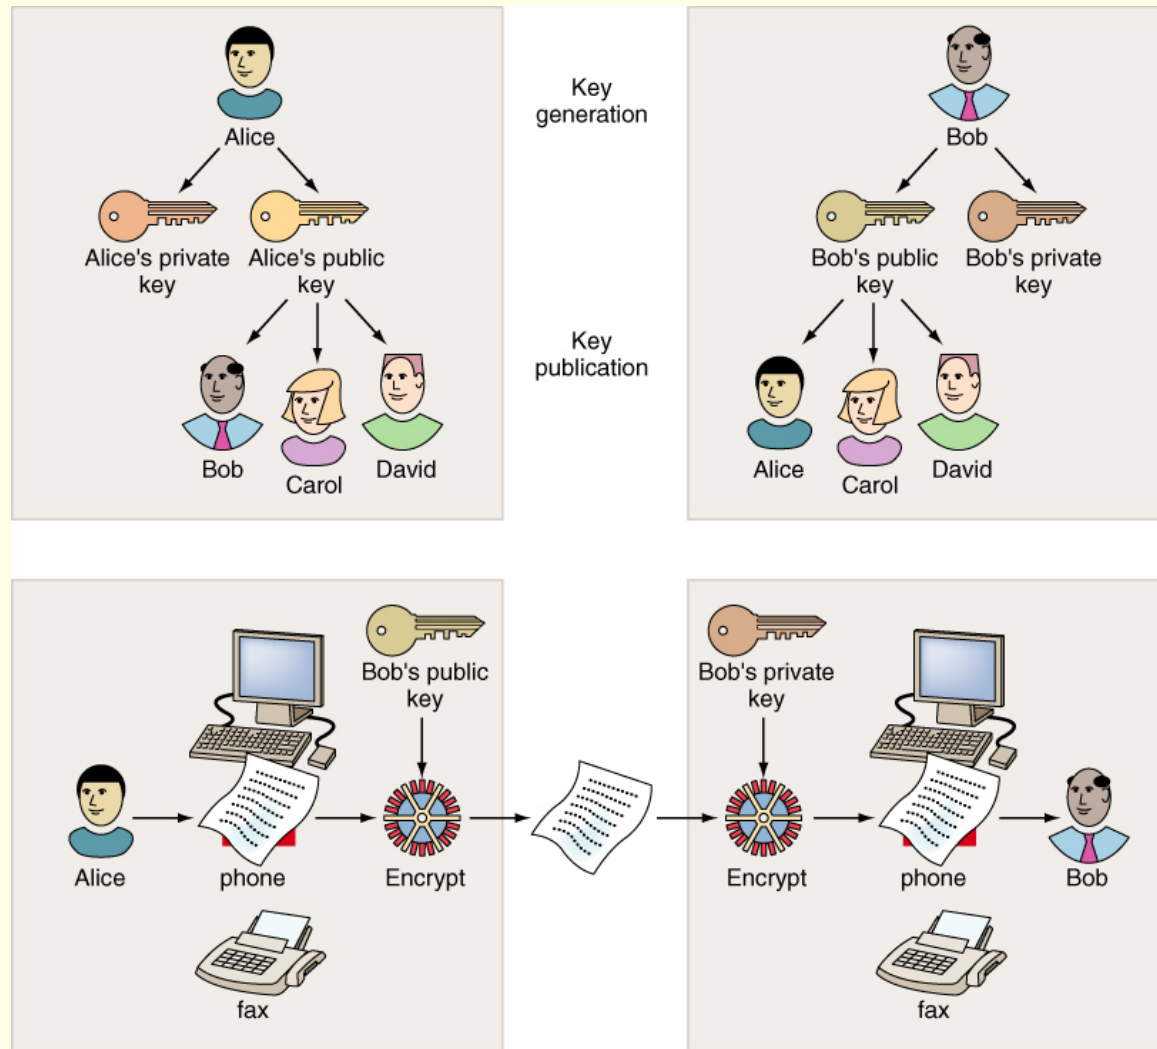 Alice
Key
generation
Bob
Alice's private
key
Alice's public
key
Bob's public
key
Bob's private
key
Key
publication
Bob
Carol
David
Alice
Carol
David
Bob's public
key
Bob's private
key
Alice
phone
Encrypt
Encrypt
phone
Bob
fax
fax